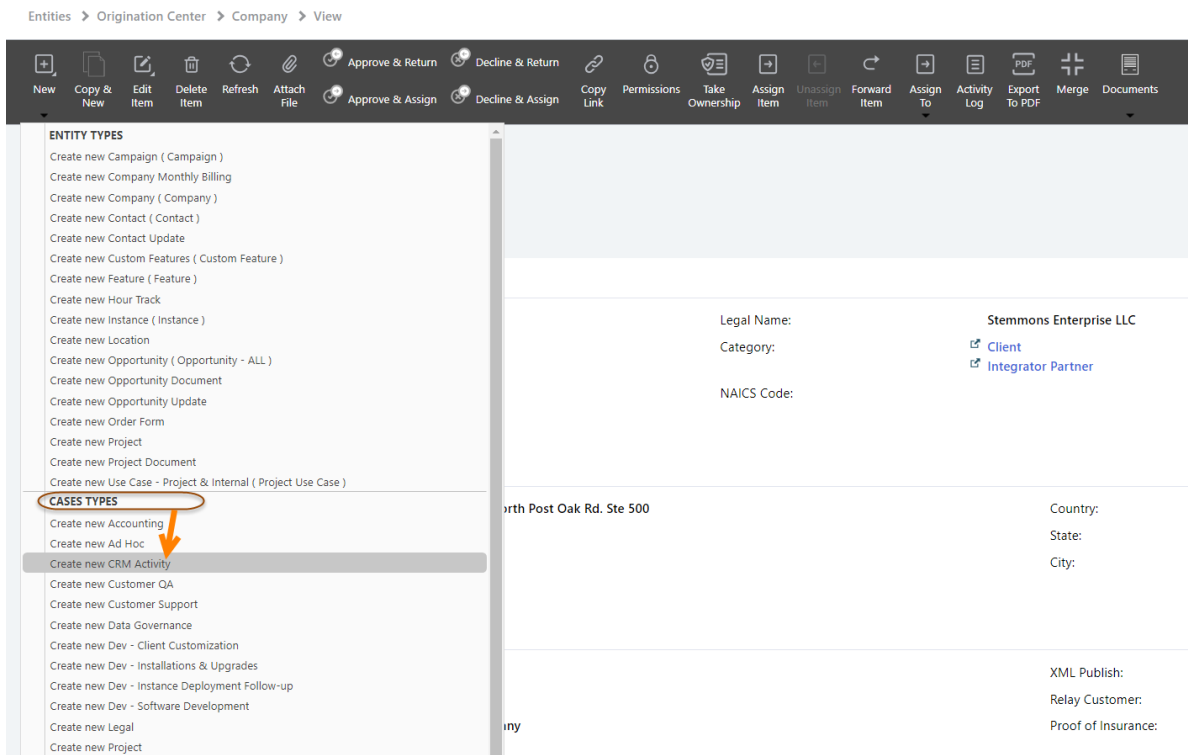 Entities > Origination Center > Company > View
New
Copy & New
Edit Item
Delete Item
Refresh
Attach File
Approve & Return
Approve & Assign
Decline & Return
Decline & Assign
Copy Link
Permissions
Take Ownership
Assign Item
Unassign Item
Forward Item
Assign To
Activity Log
PDF
Export To PDF
Merge
Documents
ENTITY TYPES
Create new Campaign ( Campaign )
Create new Company Monthly Billing
Create new Company ( Company )
Create new Contact ( Contact )
Create new Contact Update
Create new Custom Features ( Custom Feature )
Create new Feature ( Feature )
Create new Hour Track
Create new Instance ( Instance )
Create new Location
Create new Opportunity ( Opportunity - ALL )
Create new Opportunity Document
Create new Opportunity Update
Create new Order Form
Create new Project
Create new Project Document
Create new Use Case - Project & Internal ( Project Use Case )
CASES TYPES
Create new Accounting
Create new Ad Hoc
Create new CRM Activity
Create new Customer QA
Create new Customer Support
Create new Data Governance
Create new Dev - Client Customization
Create new Dev - Installations & Upgrades
Create new Dev - Instance Deployment Follow-up
Create new Dev - Software Development
Create new Legal
Create new Project
Legal Name: Stemmons Enterprise LLC
Category: Client
Integrator Partner
NAICS Code:
Post Oak Rd. Ste 500
Country:
State:
City:
XML Publish:
Relay Customer:
Proof of Insurance: